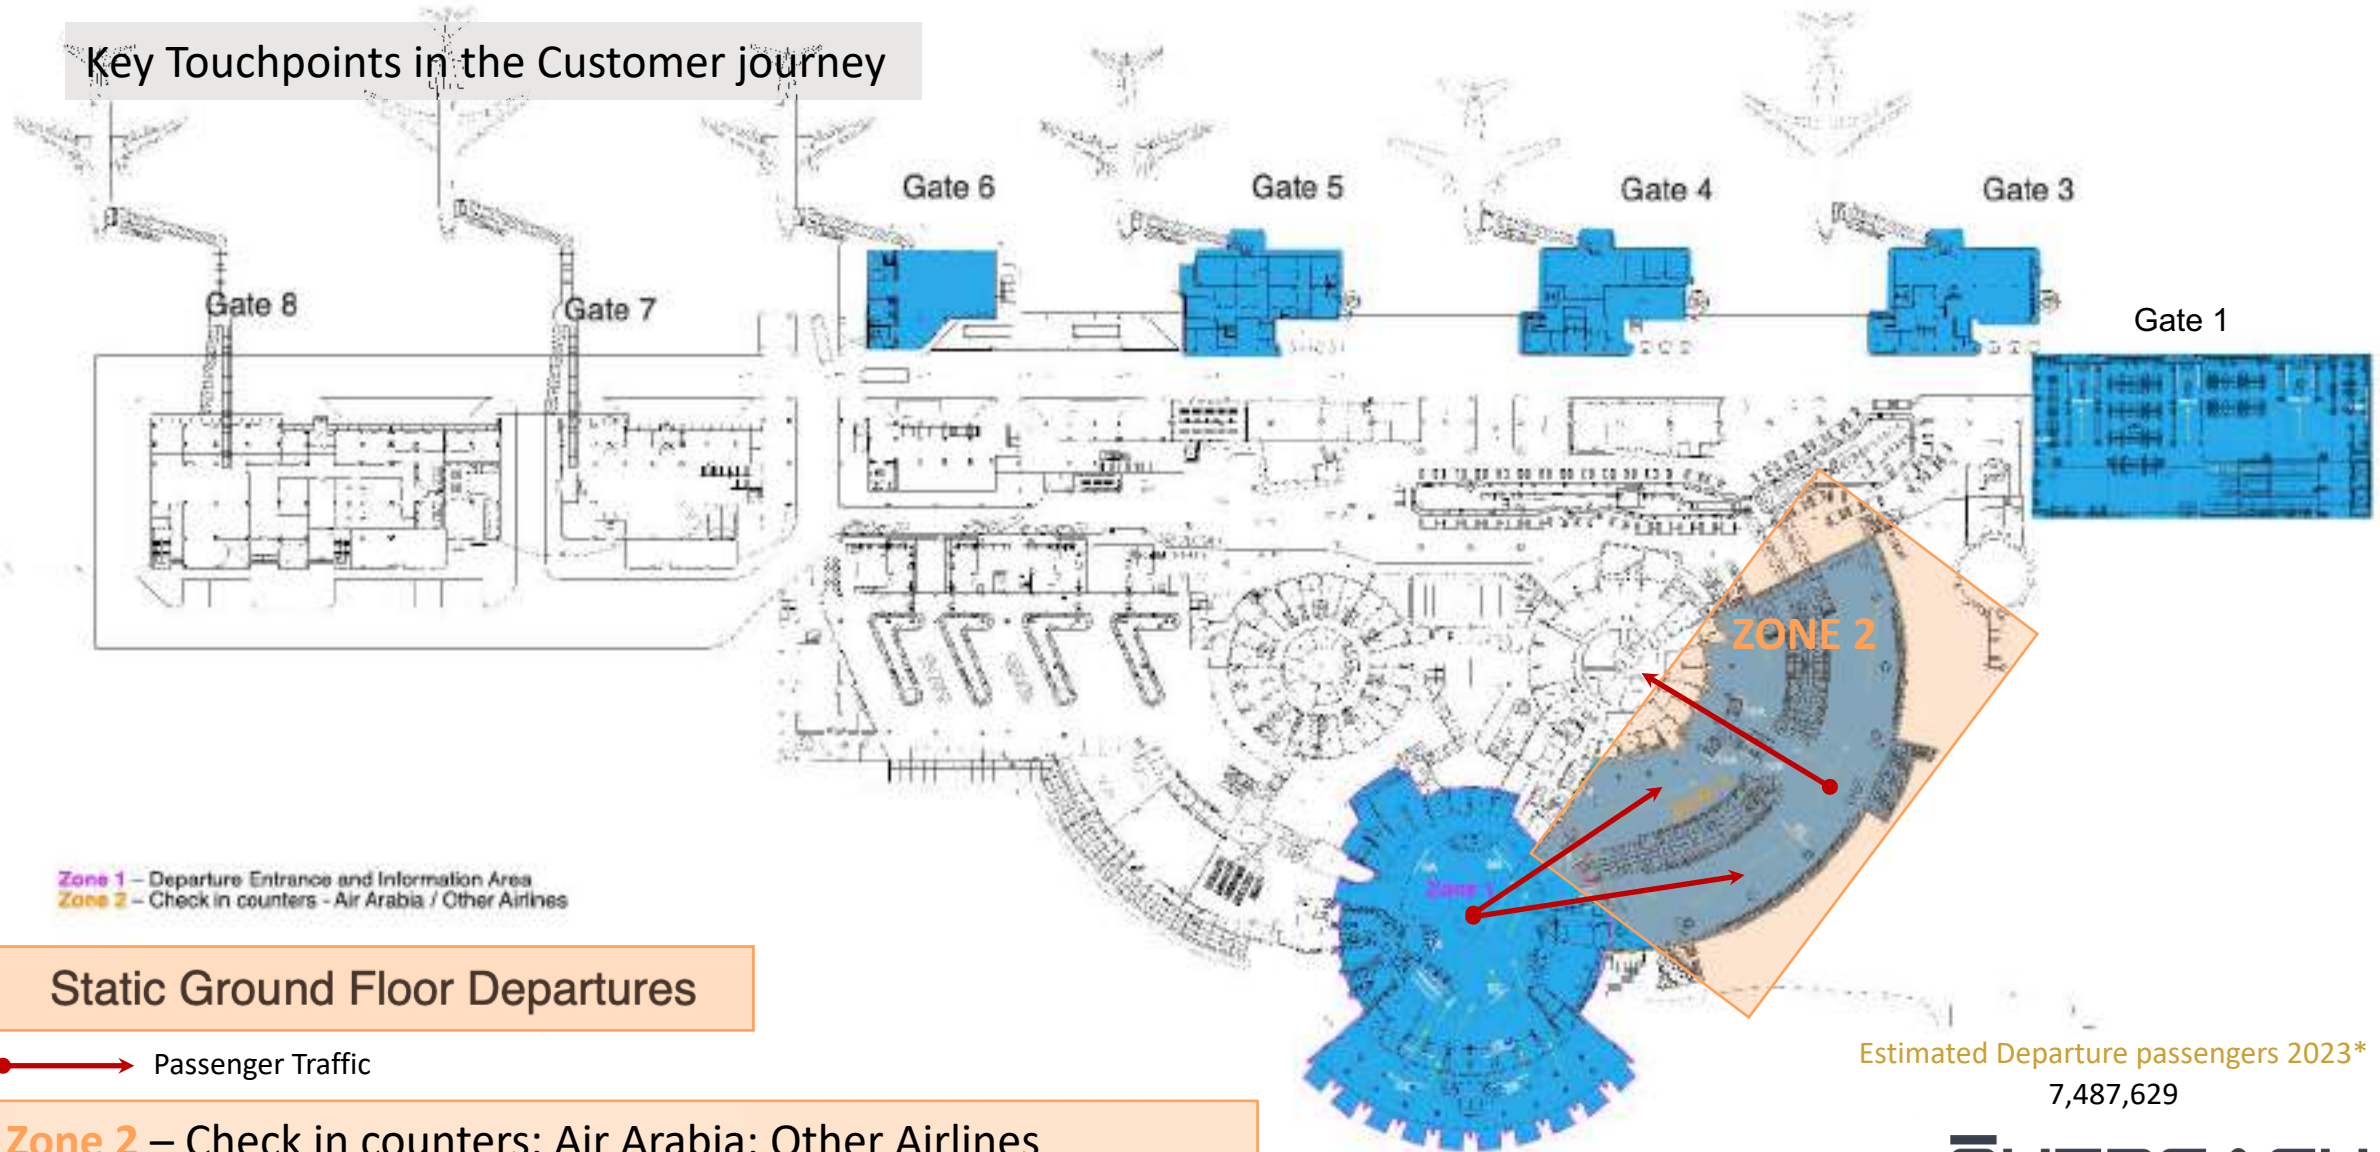 Key Touchpoints in the Customer journey
Gate 6
Gate 5
Gate 4
Gate 3
Gate 8
Gate 7
Gate 1
ZONE 2
Zone 1
Zone 1 – Departure Entrance and Information Area
Zone 2 – Check in counters - Air Arabia / Other Airlines
Static Ground Floor Departures
Passenger Traffic
Estimated Departure passengers 2023*
7,487,629
Zone 2 – Check in counters: Air Arabia: Other Airlines